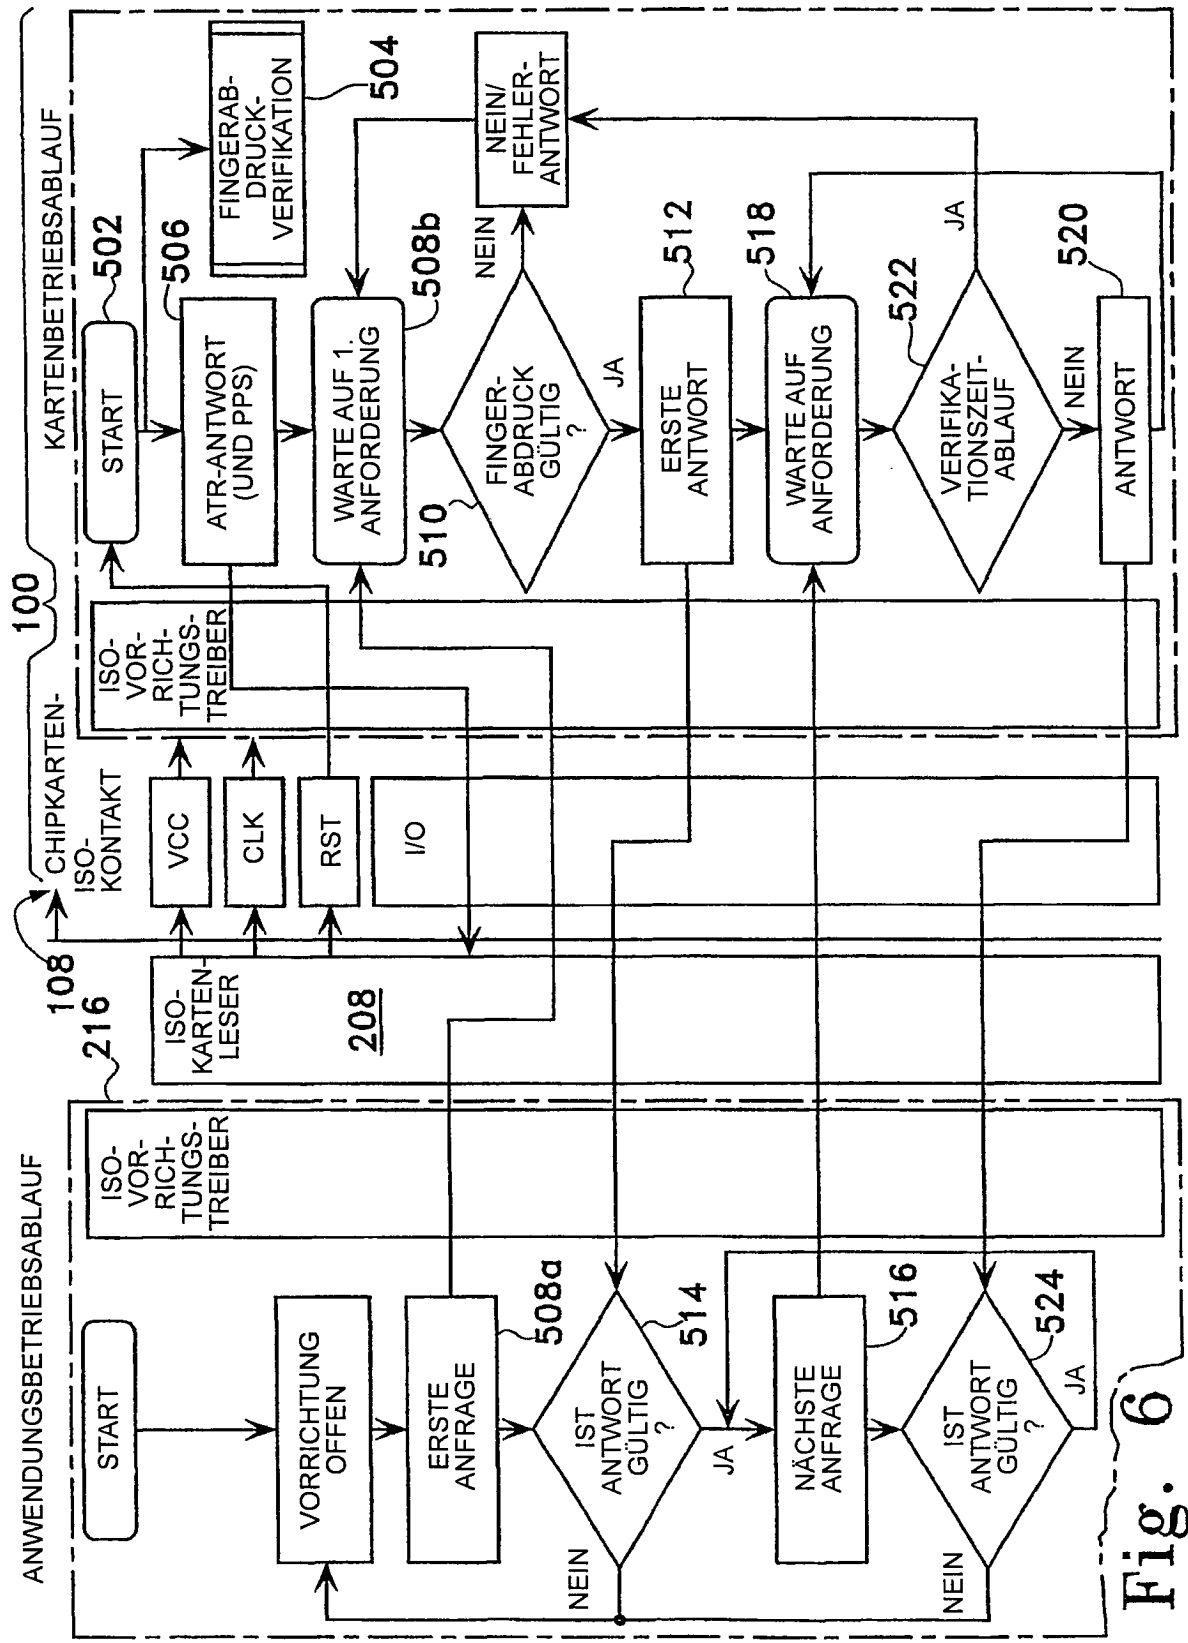 ANWENDUNGSBETRIEBSABLAUF
216
START
VORRICHTUNG
OFFEN
ERSTE
ANFRAGE
508a
IST
ANTWORT
GÜLTIG
?
514
NEIN
JA
NÄCHSTE
ANFRAGE
516
IST
ANTWORT
GÜLTIG
?
524
NEIN
JA
ISO-
VOR-
RICH-
TUNGS-
TREIBER
ISO-
KARTEN-
LESER
208
108
CHIPKARTEN-
ISO-
KONTAKT
VCC
CLK
RST
I/O
100
KARTENBETRIEBSABLAUF
ISO-
VOR-
RICH-
TUNGS-
TREIBER
START
502
FINGERAB-
DRUCK-
VERIFIKATION
504
ATR-ANTWORT
(UND PPS)
506
WARTE AUF 1.
ANFORDERUNG
508b
FINGER-
ABDRUCK
GÜLTIG
?
510
NEIN
NEIN/
FEHLER-
ANTWORT
JA
ERSTE
ANTWORT
512
WARTE AUF
ANFORDERUNG
518
VERIFIKA-
TIONSZEIT-
ABLAUF
522
JA
NEIN
ANTWORT
520
Fig. 6